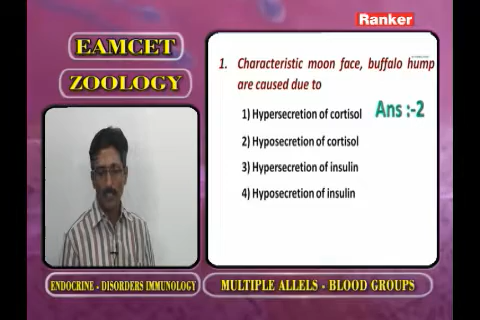 Ranker
EAMCET
ZOOLOGY
1. Characteristic moon face, buffalo hump
are caused due to
1) Hypersecretion of cortisol
Ans :-2
2) Hyposecretion of cortisol
3) Hypersecretion of insulin
4) Hyposecretion of insulin
ENDOCRINE - DISORDERS IMMUNOLOGY
MULTIPLE ALLELS - BLOOD GROUPS